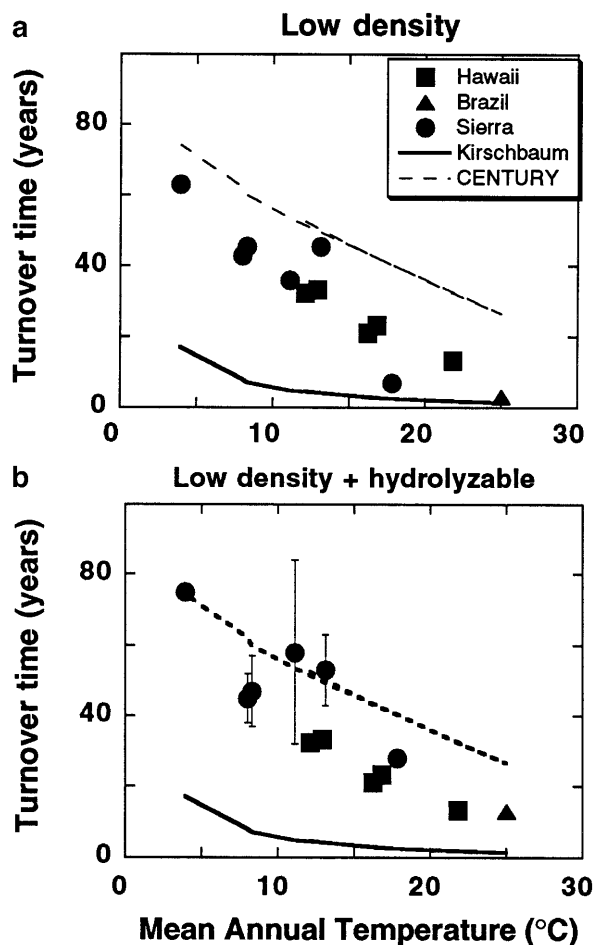 a
Low density
Turnover time (years)
80
40
0
Hawaii
Brazil
Sierra
Kirschbaum
CENTURY
0 10 20 30
b
Low density + hydrolyzable
Turnover time (years)
80
40
0
0 10 20 30
Mean Annual Temperature (°C)